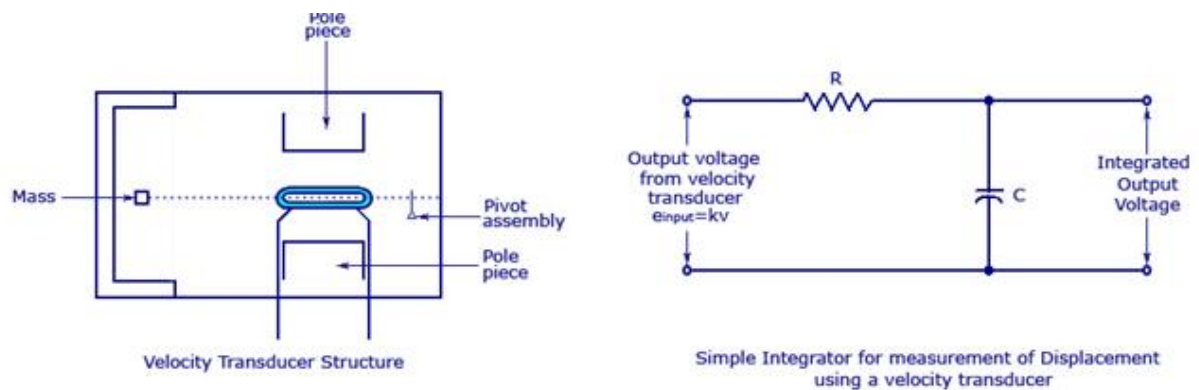 Pole
piece
Mass
Pivot
assembly
Pole
piece
Velocity Transducer Structure
R
Output voltage
from velocity
transducer
einput=kv
C
Integrated
Output
Voltage
Simple Integrator for measurement of Displacement
using a velocity transducer